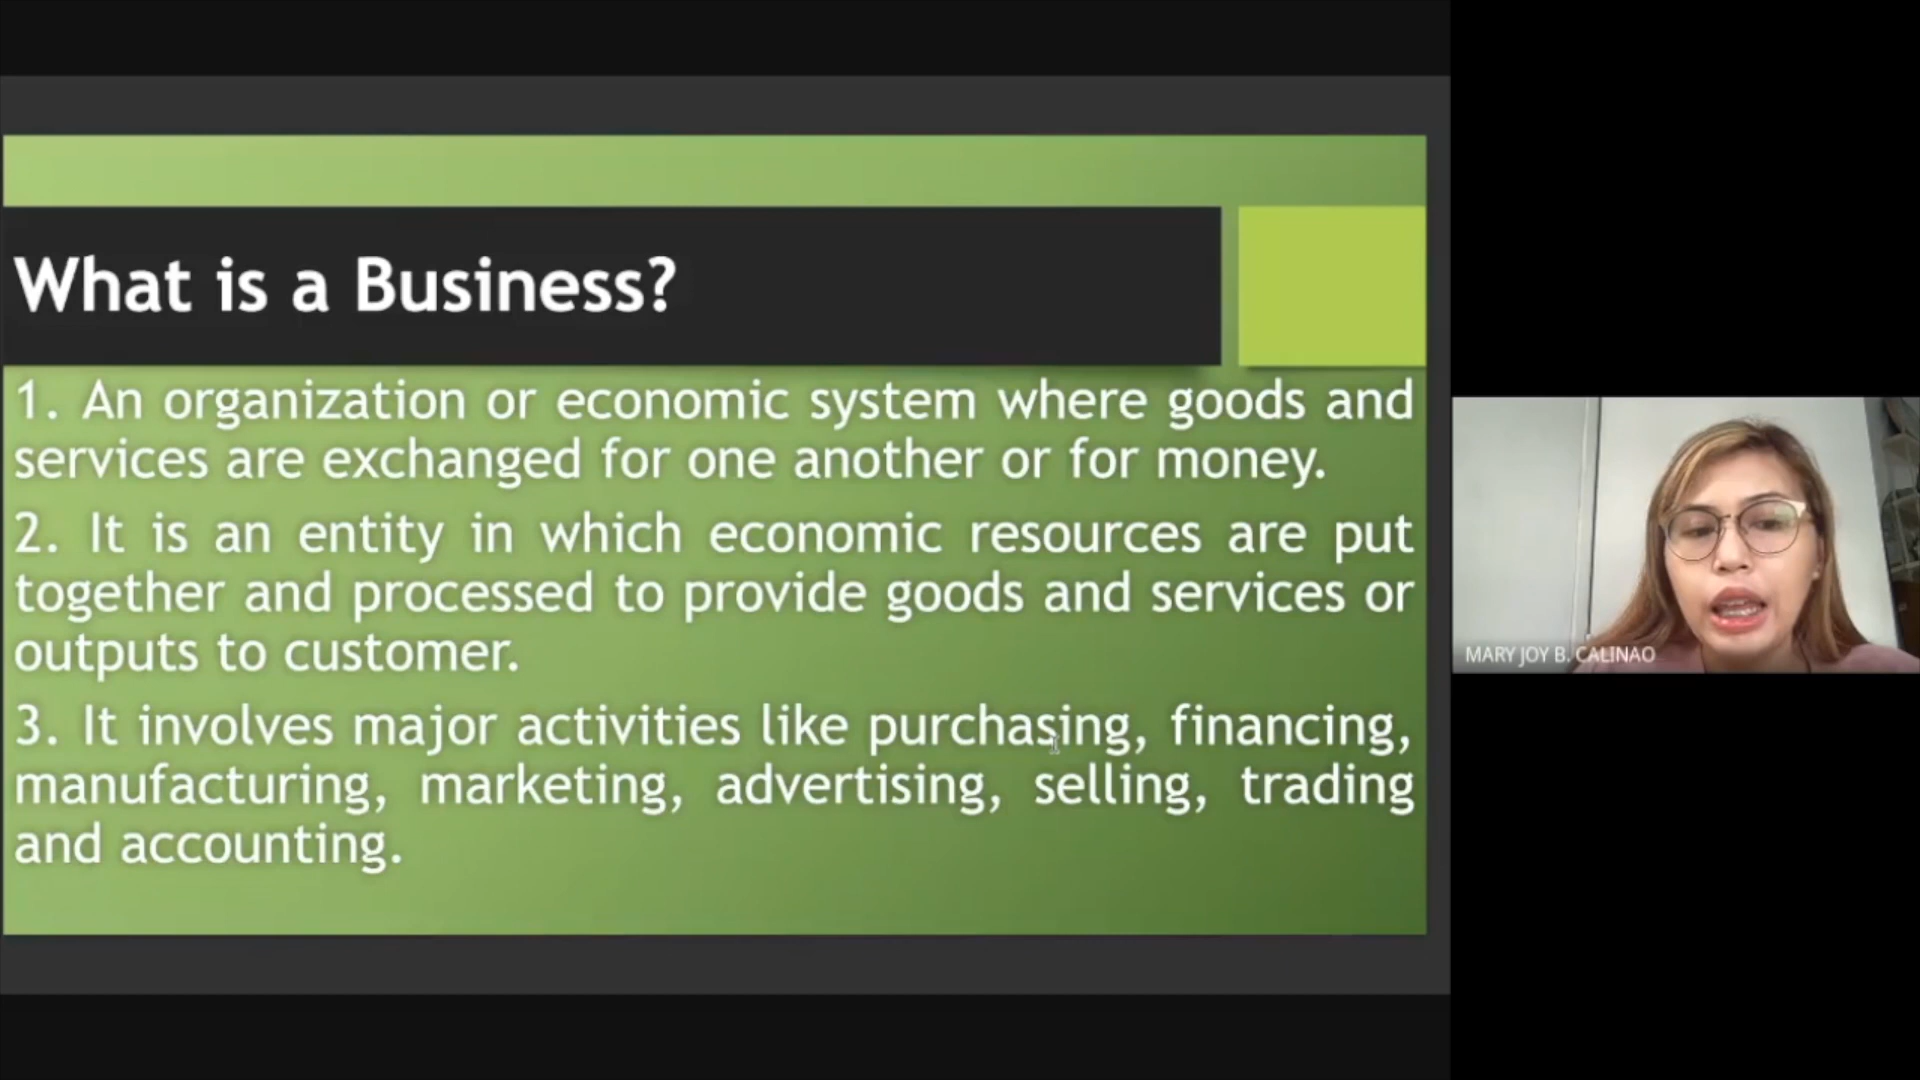 What is a Business?
1. An organization or economic system where goods and
services are exchanged for one another or for money.
2. It is an entity in which economic resources are put
together and processed to provide goods and services or
outputs to customer.
3. It involves major activities like purchasing, financing,
manufacturing, marketing, advertising, selling, trading
and accounting.
MARY JOY B. CALINAO